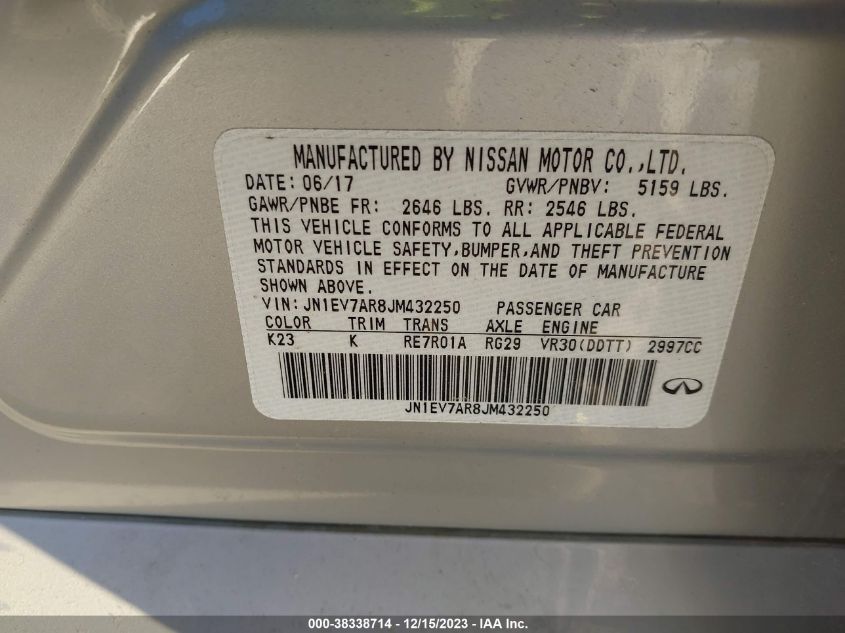 MANUFACTURED BY NISSAN MOTOR CO.,LTD.
DATE: 06/17 GVWR/PNBV: 5159 LBS.
GAWR/PNBE FR: 2646 LBS. RR: 2546 LBS.
THIS VEHICLE CONFORMS TO ALL APPLICABLE FEDERAL
MOTOR VEHICLE SAFETY,BUMPER,AND THEFT PREVENTION
STANDARDS IN EFFECT ON THE DATE OF MANUFACTURE
SHOWN ABOVE.
VIN: JN1EV7AR8JM432250 PASSENGER CAR
COLOR TRIM TRANS AXLE ENGINE
K23 K RE7R01A RG29 VR30(DDTT) 2997CC
JN1EV7AR8JM432250
000-38338714 - 12/15/2023 - IAA Inc.